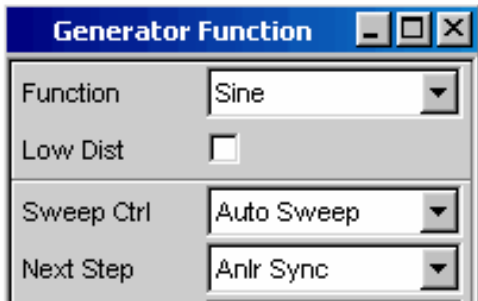 Generator Function
Function Sine
Low Dist
Sweep Ctrl Auto Sweep
Next Step Anlr Sync